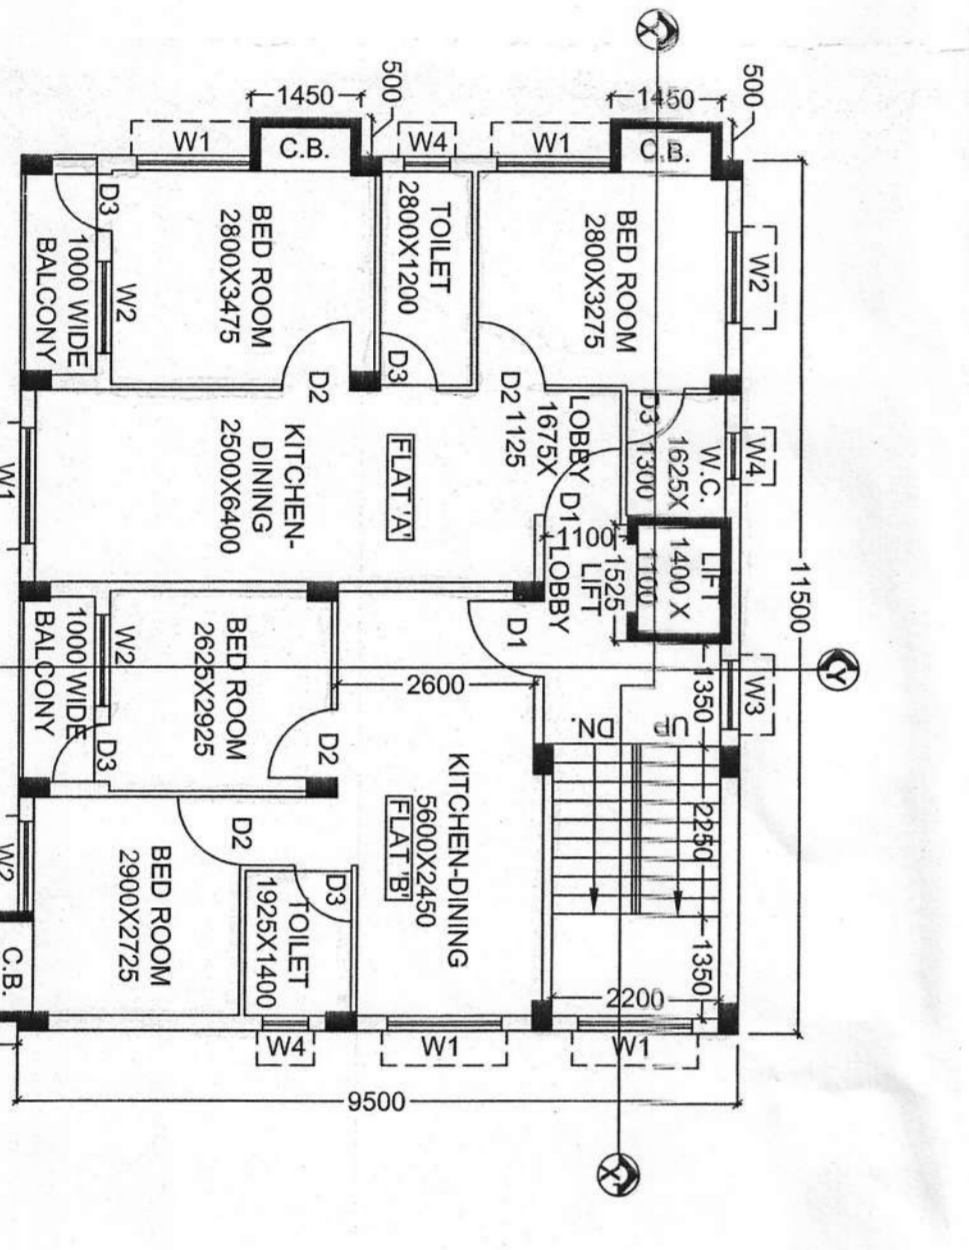 X
500
1450
W1
C.B.
W4
W1
1450
C.B.
500
BED ROOM
2800X3475
D3
1000 WIDE
BALCONY
W2
TOILET
2800X1200
D3
BED ROOM
2800X3275
W2
11500
D2
D2
LOBBY
1675X
1125
D3
W.C.
1625X
1300
W4
KITCHEN-
DINING
2500X6400
FLAT 'A'
W1
D1
1100
LIFT
LOBBY
1525
LIFT
1400 X
1100
D1
BED ROOM
2625X2925
W2
1000 WIDE
BALCONY
D3
D2
2600
1350
W3
Y
UP
DN.
KITCHEN-DINING
5600X2450
FLAT 'B'
2250
D2
BED ROOM
2900X2725
D3
TOILET
1925X1400
W2
C.B.
1350
2200
W4
W1
W1
9500
X'